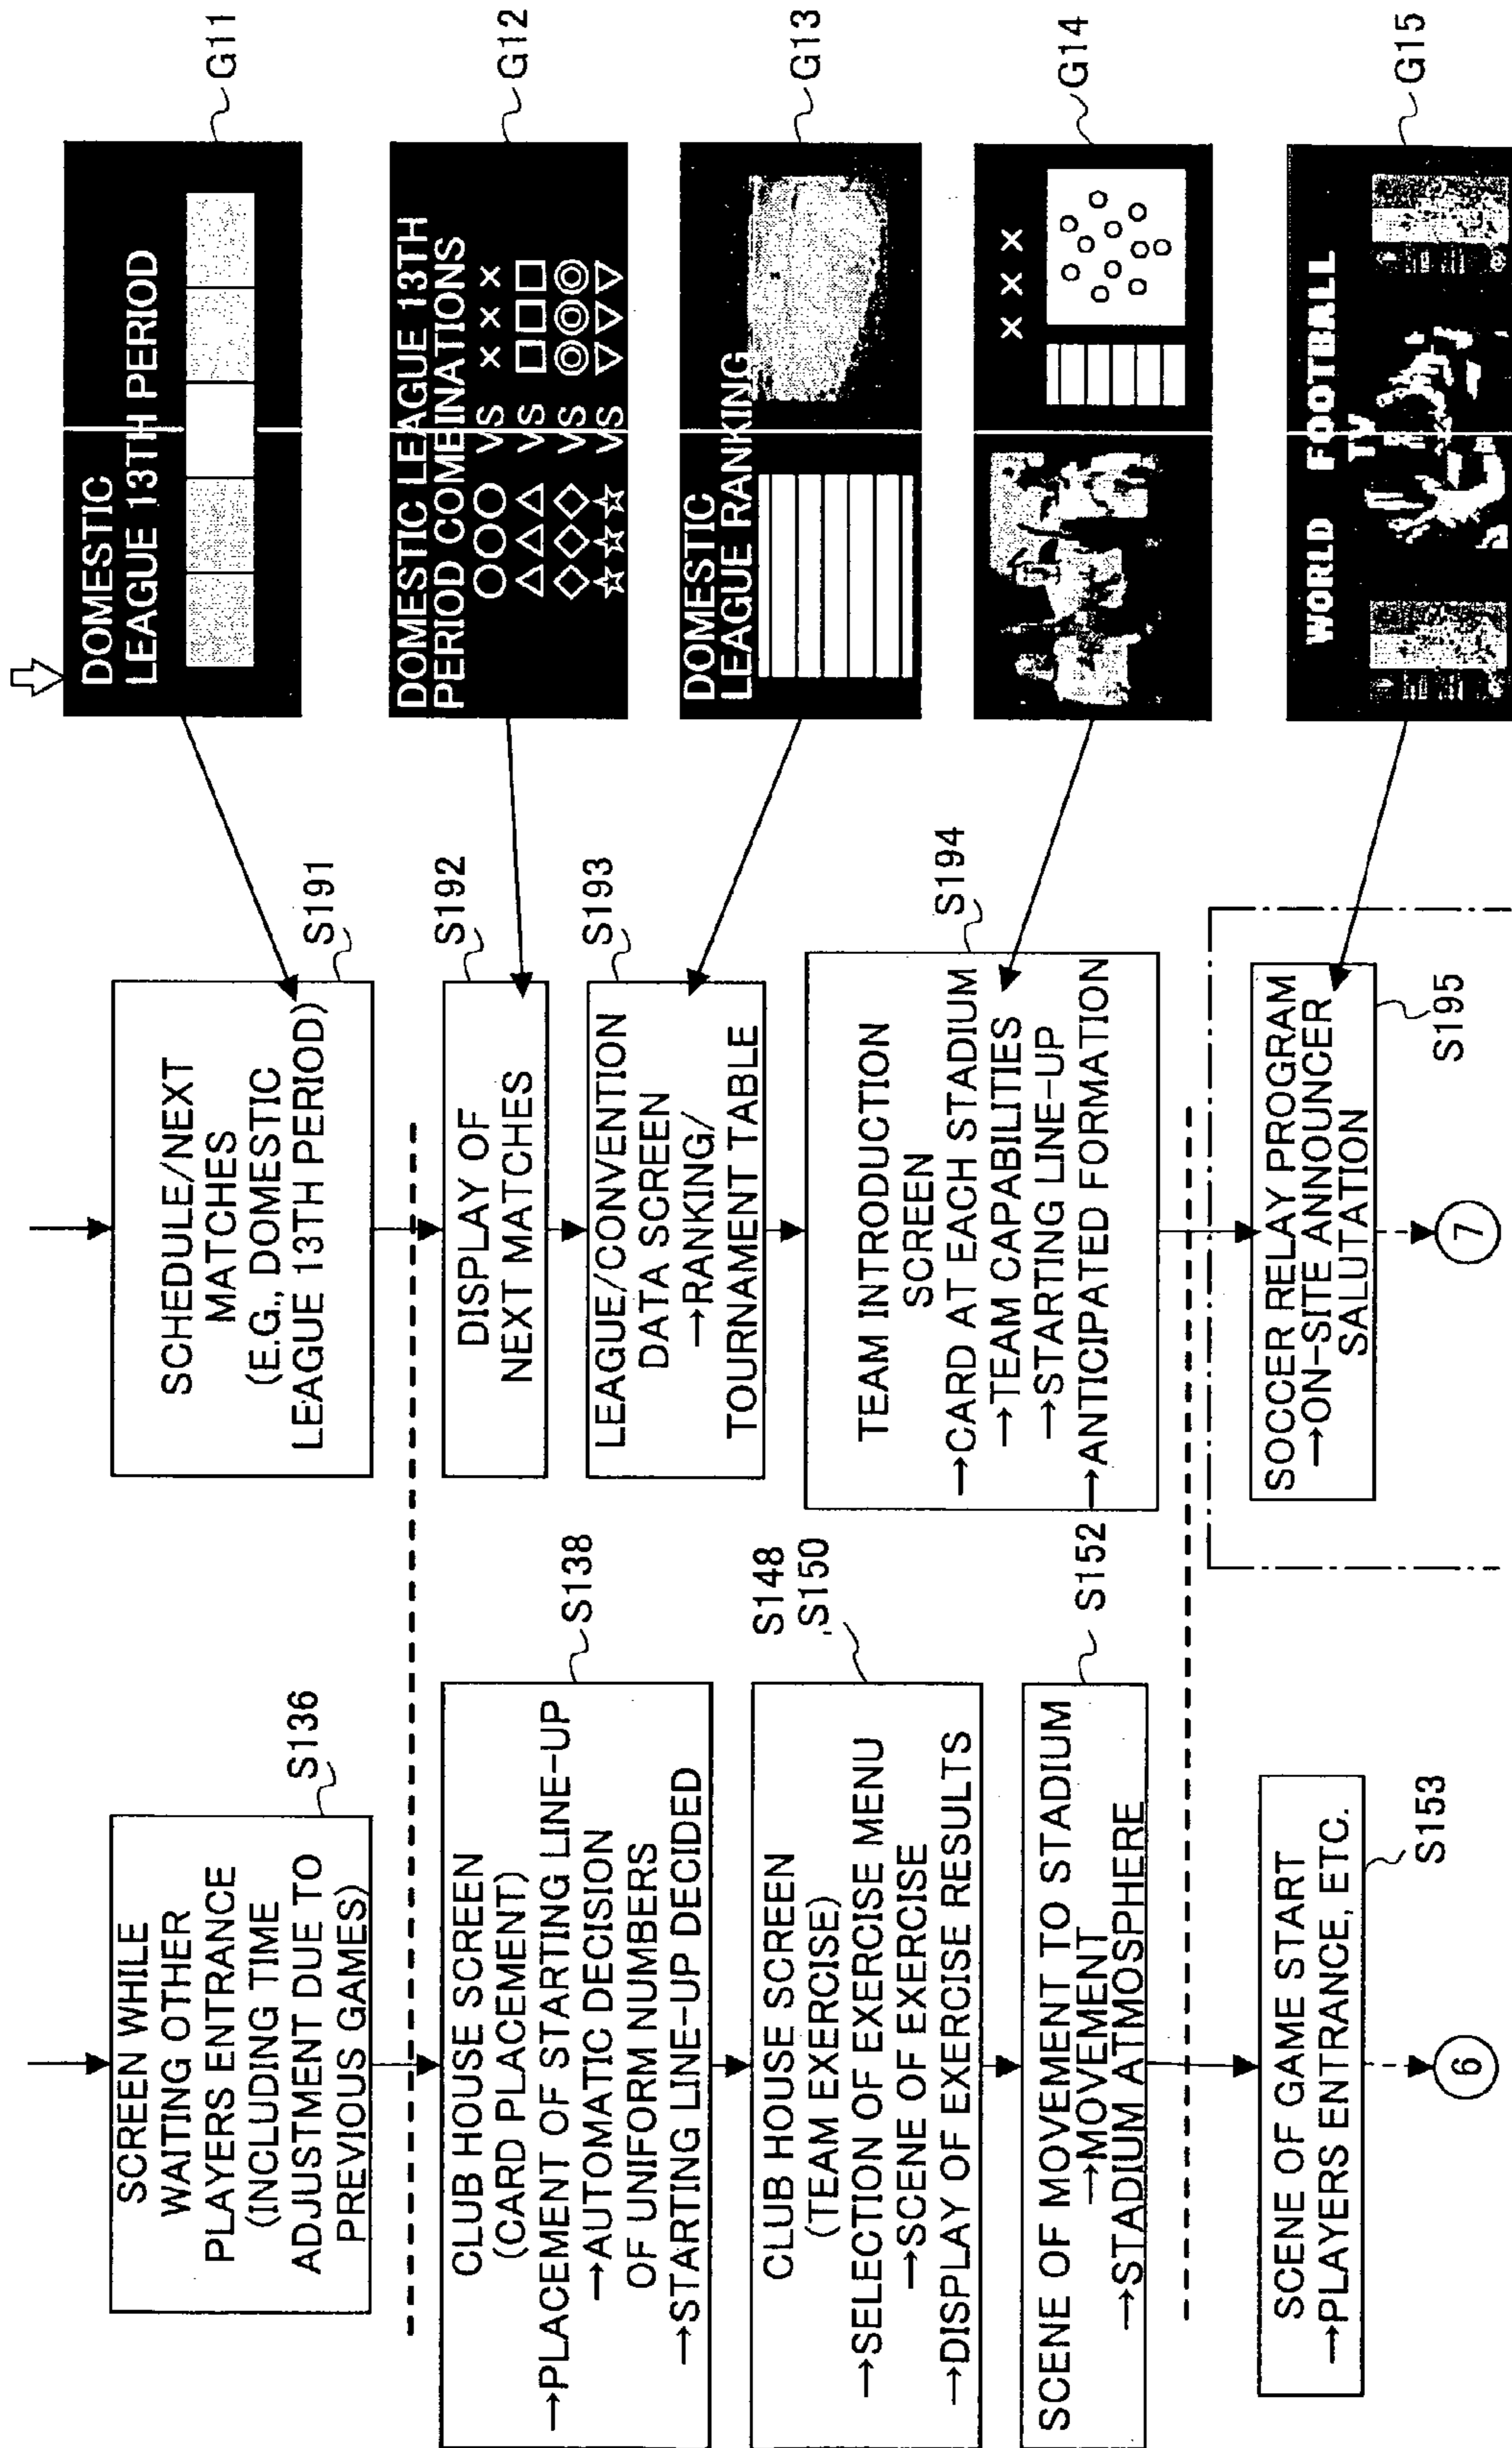 SCREEN WHILE
WAITING OTHER
PLAYERS ENTRANCE
(INCLUDING TIME
ADJUSTMENT DUE TO
PREVIOUS GAMES)
S136
CLUB HOUSE SCREEN
(CARD PLACEMENT)
→PLACEMENT OF STARTING LINE-UP
→AUTOMATIC DECISION
OF UNIFORM NUMBERS
→STARTING LINE-UP DECIDED
S138
CLUB HOUSE SCREEN
(TEAM EXERCISE)
→SELECTION OF EXERCISE MENU
→SCENE OF EXERCISE
→DISPLAY OF EXERCISE RESULTS
S148
,S150
SCENE OF MOVEMENT TO STADIUM
→MOVEMENT
→STADIUM ATMOSPHERE
S152
SCENE OF GAME START
→PLAYERS ENTRANCE, ETC.
S153
6
SCHEDULE/NEXT
MATCHES
(E.G., DOMESTIC
LEAGUE 13TH PERIOD)
S191
DISPLAY OF
NEXT MATCHES
S192
LEAGUE/CONVENTION
DATA SCREEN
→RANKING/
TOURNAMENT TABLE
S193
TEAM INTRODUCTION
SCREEN
→CARD AT EACH STADIUM
→TEAM CAPABILITIES
→STARTING LINE-UP
→ANTICIPATED FORMATION
S194
SOCCER RELAY PROGRAM
→ON-SITE ANNOUNCER
SALUTATION
S195
7
DOMESTIC
LEAGUE 13TH PERIOD
G11
DOMESTIC LEAGUE 13TH
PERIOD COMBINATIONS
○○○ VS ×××
△△△ VS □□□
◇◇◇ VS ◎◎◎
☆☆☆ VS ▽▽▽
G12
DOMESTIC
LEAGUE RANKING
G13
×××
G14
WORLD FOOTBALL
TV
G15